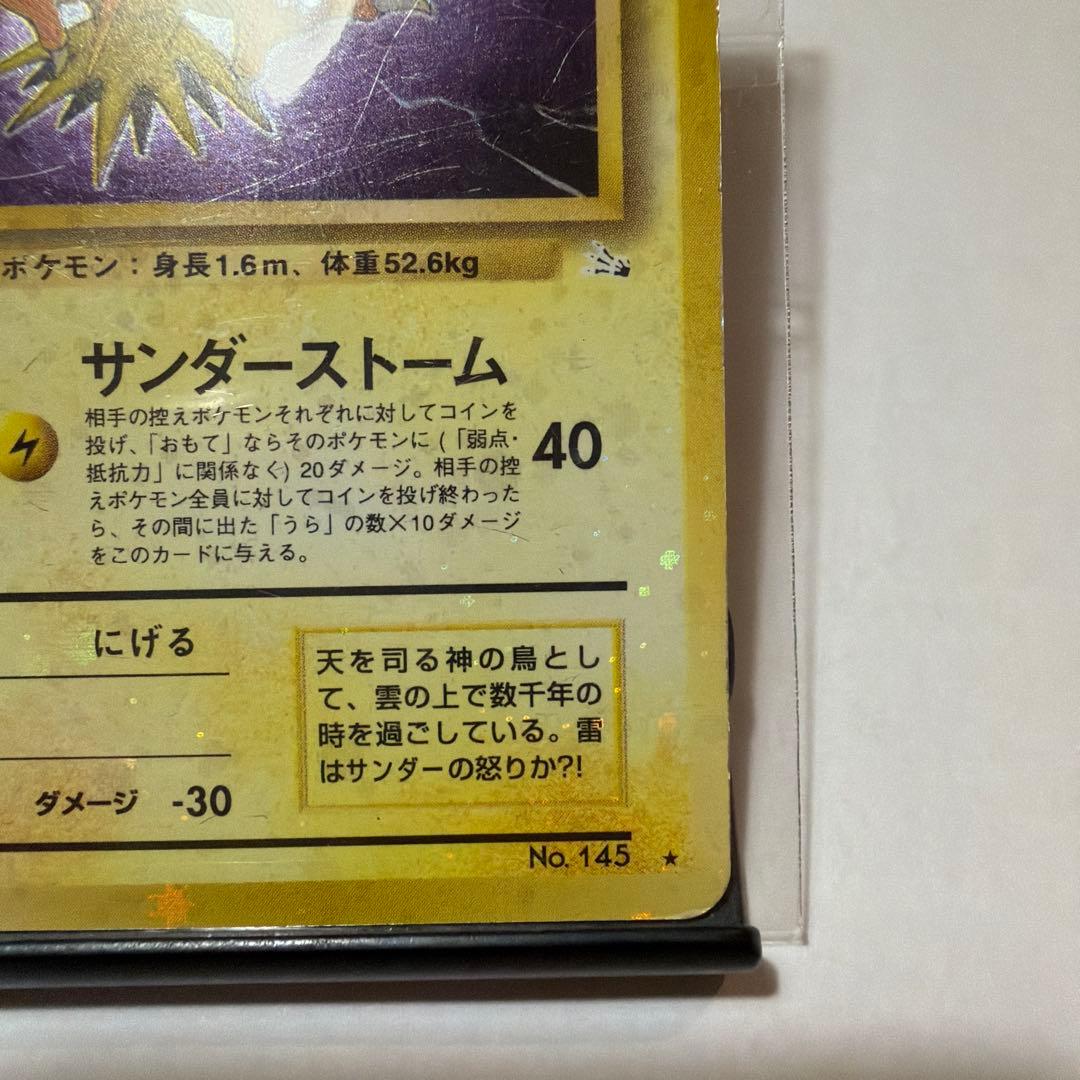 ポケモン：身長1.6m、体重52.6kg
サンダーストーム
相手の控えポケモンそれぞれに対してコインを
投げ、「おもて」ならそのポケモンに (「弱点・
抵抗力」に関係なく) 20ダメージ。相手の控
えポケモン全員に対してコインを投げ終わった
ら、その間に出た「うら」の数×10ダメージ
をこのカードに与える。
40
にげる
天を司る神の鳥とし
て、雲の上で数千年の
時を過ごしている。雷
はサンダーの怒りか?!
ダメージ -30
No. 145 ★